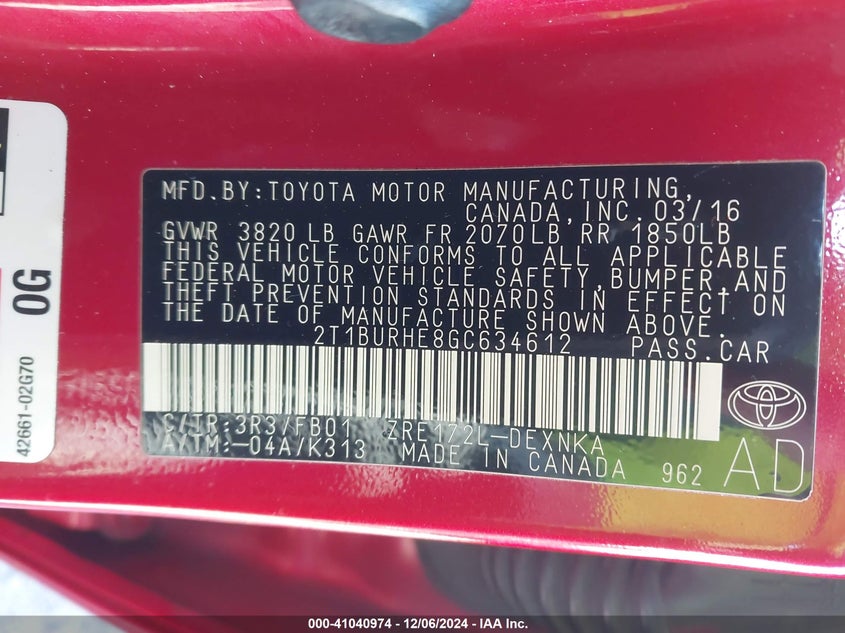 MFD.BY:TOYOTA MOTOR MANUFACTURING,
CANADA,INC. 03/16
GVWR 3820 LB GAWR FR 2070LB RR 1850LB
THIS VEHICLE CONFORMS TO ALL APPLICABLE
FEDERAL MOTOR VEHICLE SAFETY,BUMPER,AND
THEFT PREVENTION STANDARDS IN EFFECT ON
THE DATE OF MANUFACTURE SHOWN ABOVE.
2T1BURHE8GC634612 PASS.CAR
C/TR:3R3/FB01 ZRE172L-DEXNKA
A/TM:-04A/K313 MADE IN CANADA 962
AD
0G
42661-02G70
000-41040974 - 12/06/2024 - IAA Inc.